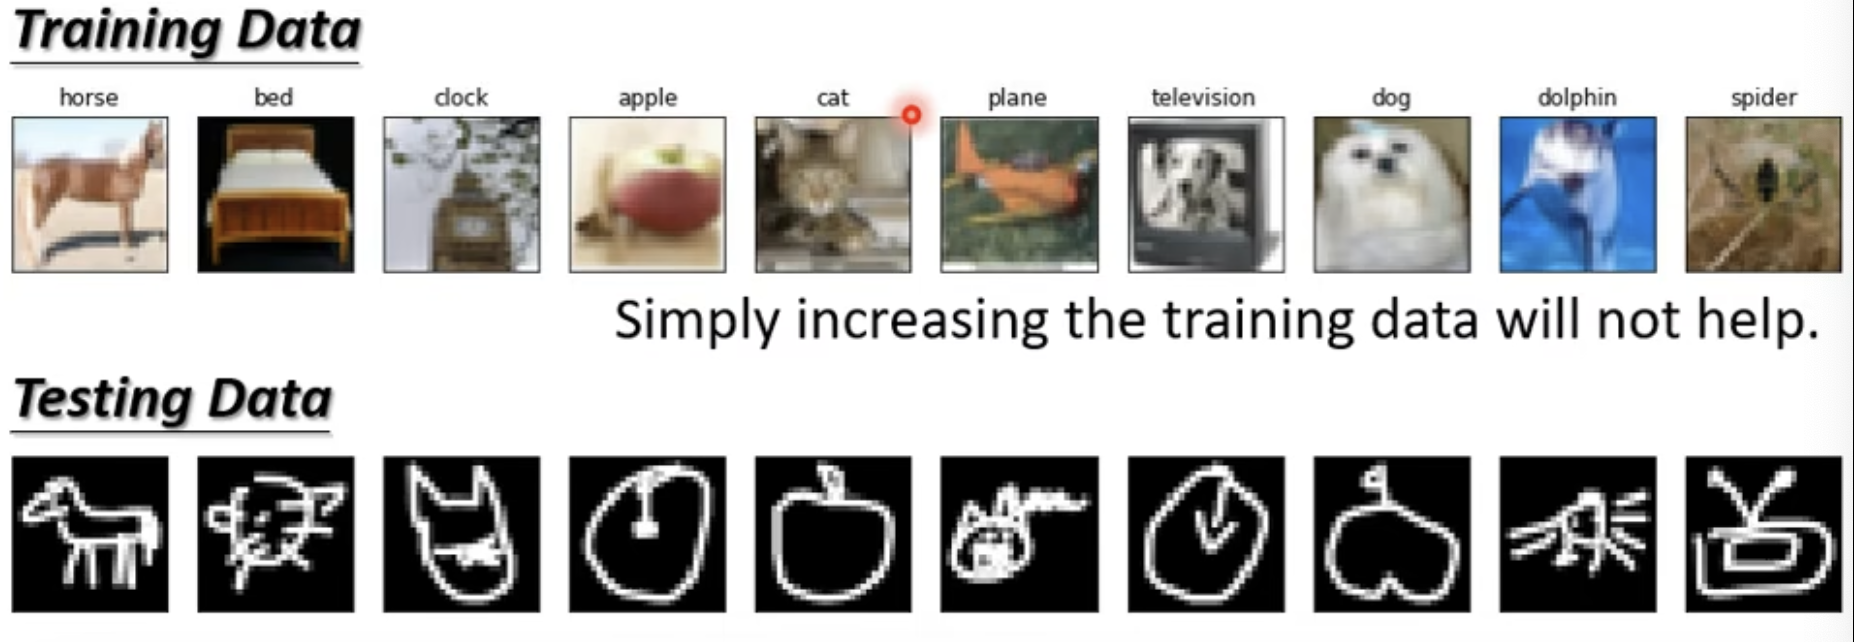 Training Data
horse bed clock apple cat plane television dog dolphin spider
Simply increasing the training data will not help.
Testing Data